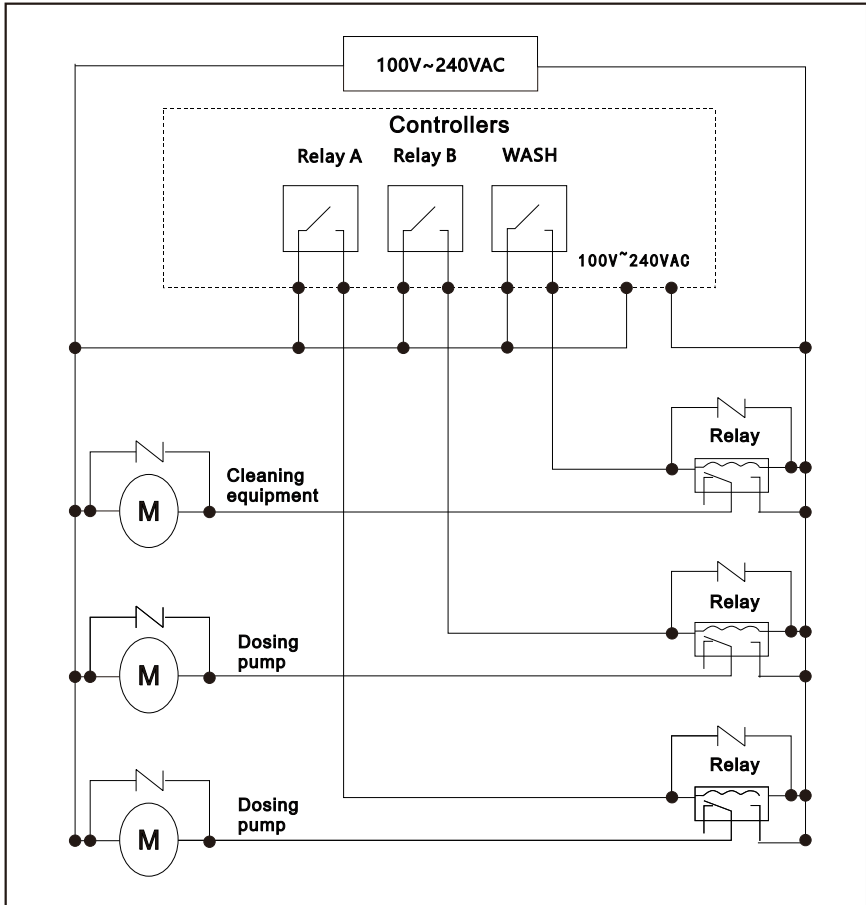 100V~240VAC
Controllers
Relay A Relay B WASH
100V~240VAC
Relay
Cleaning
equipment
M
Relay
Dosing
pump
M
Relay
Dosing
pump
M